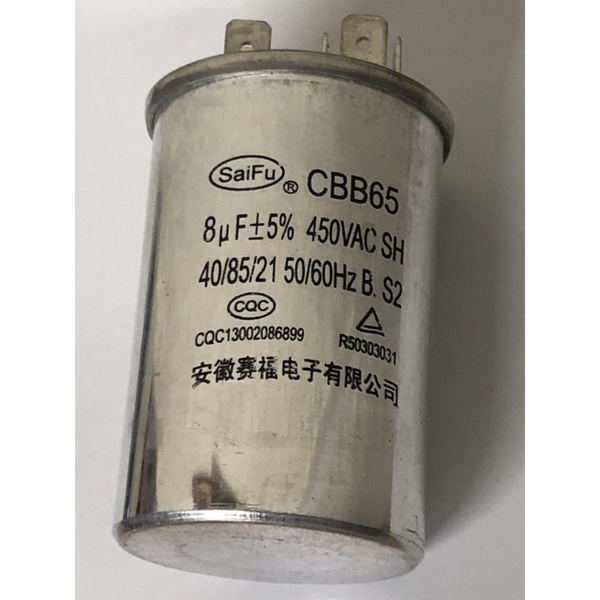 SaiFu ® CBB65
8μF±5% 450VAC SH
40/85/21 50/60Hz B. S2
CQC
CQC13002086899 R50303031
安徽赛福电子有限公司